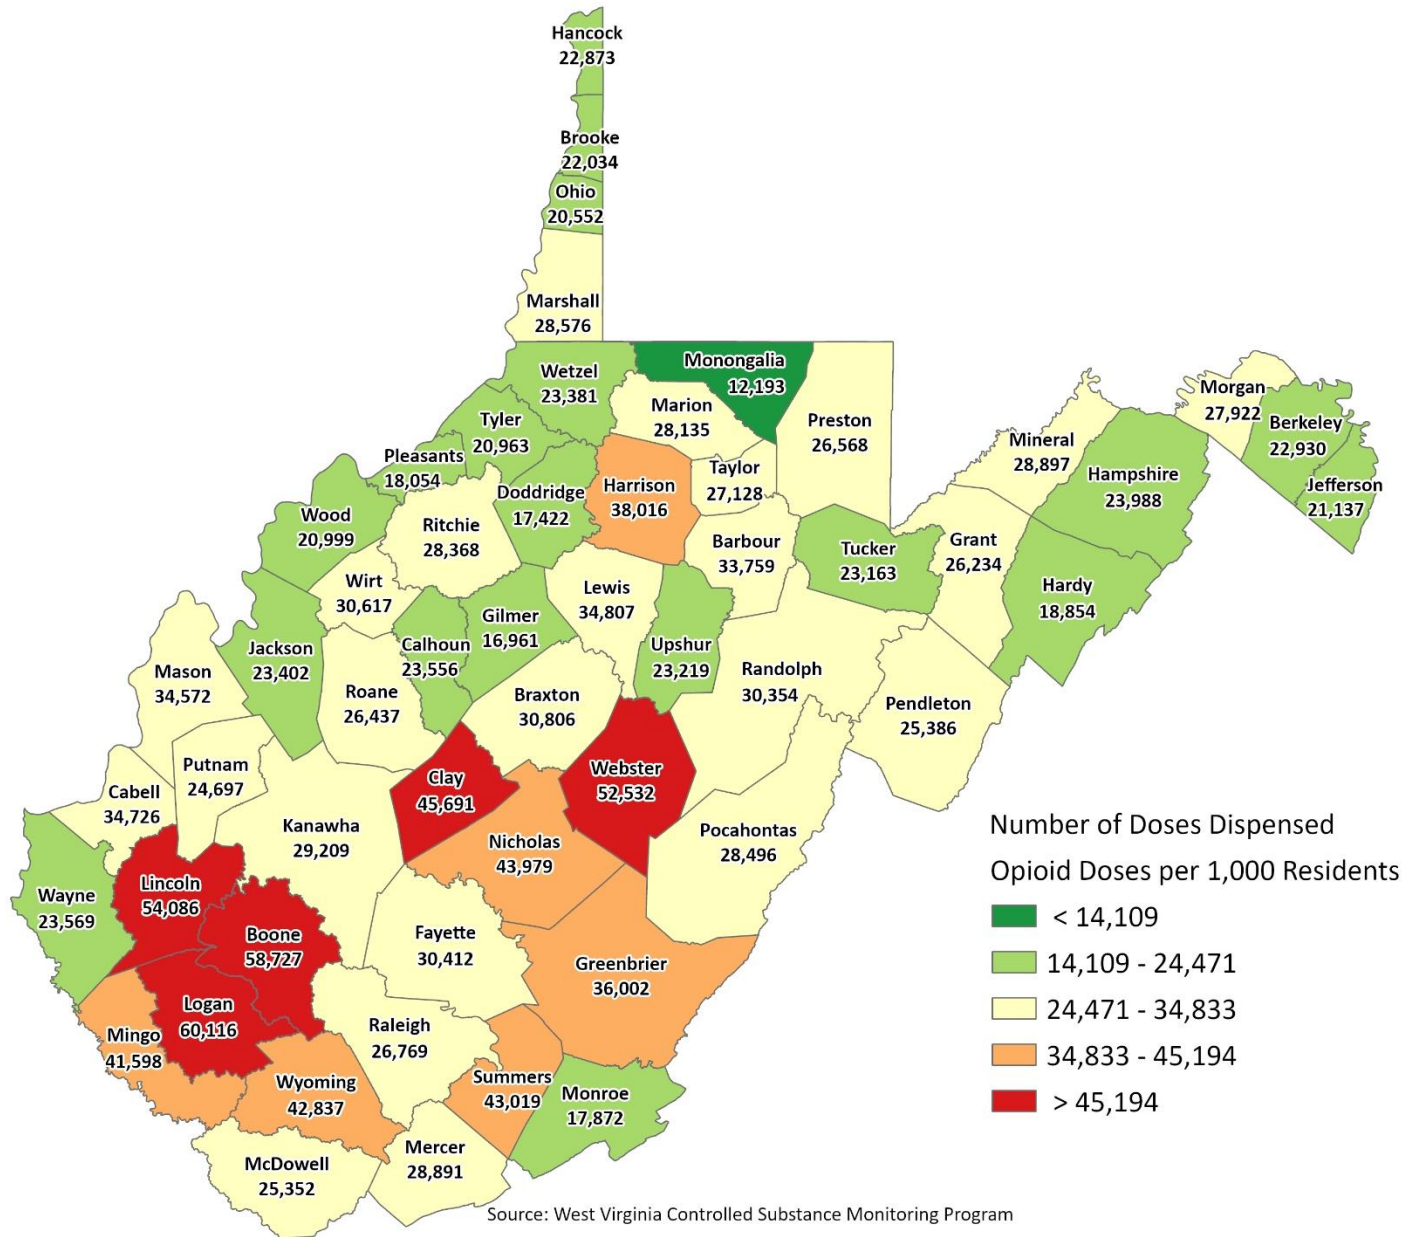 Hancock
22,873
Brooke
22,034
Ohio
20,552
Marshall
28,576
Wetzel
23,381
Monongalia
12,193
Marion
28,135
Preston
26,568
Tyler
20,963
Pleasants
18,054
Doddridge
17,422
Harrison
38,016
Taylor
27,128
Mineral
28,897
Morgan
27,922
Berkeley
22,930
Hampshire
23,988
Jefferson
21,137
Wood
20,999
Ritchie
28,368
Barbour
33,759
Tucker
23,163
Grant
26,234
Hardy
18,854
Wirt
30,617
Lewis
34,807
Gilmer
16,961
Calhoun
23,556
Upshur
23,219
Jackson
23,402
Mason
34,572
Roane
26,437
Braxton
30,806
Randolph
30,354
Pendleton
25,386
Putnam
24,697
Cabell
34,726
Clay
45,691
Webster
52,532
Kanawha
29,209
Nicholas
43,979
Pocahontas
28,496
Wayne
23,569
Lincoln
54,086
Boone
58,727
Fayette
30,412
Greenbrier
36,002
Logan
60,116
Mingo
41,598
Raleigh
26,769
Wyoming
42,837
Summers
43,019
Monroe
17,872
McDowell
25,352
Mercer
28,891
Number of Doses Dispensed
Opioid Doses per 1,000 Residents
< 14,109
14,109 - 24,471
24,471 - 34,833
34,833 - 45,194
> 45,194
Source: West Virginia Controlled Substance Monitoring Program